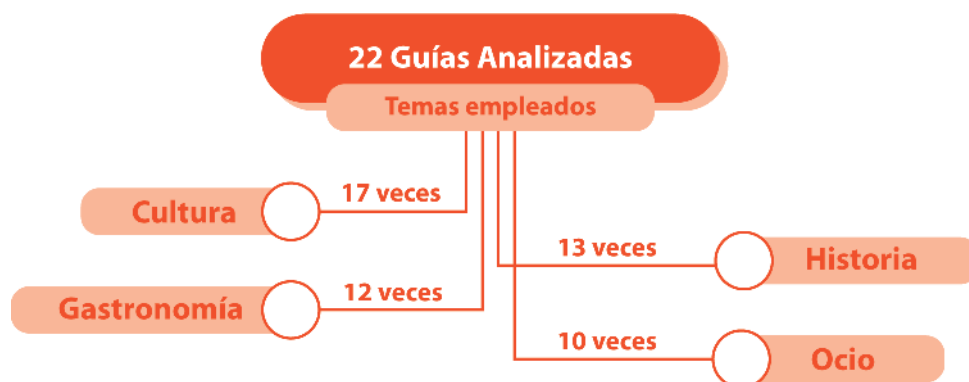 22 Guías Analizadas
Temas empleados
17 veces
Cultura
13 veces
Historia
12 veces
Gastronomía
10 veces
Ocio